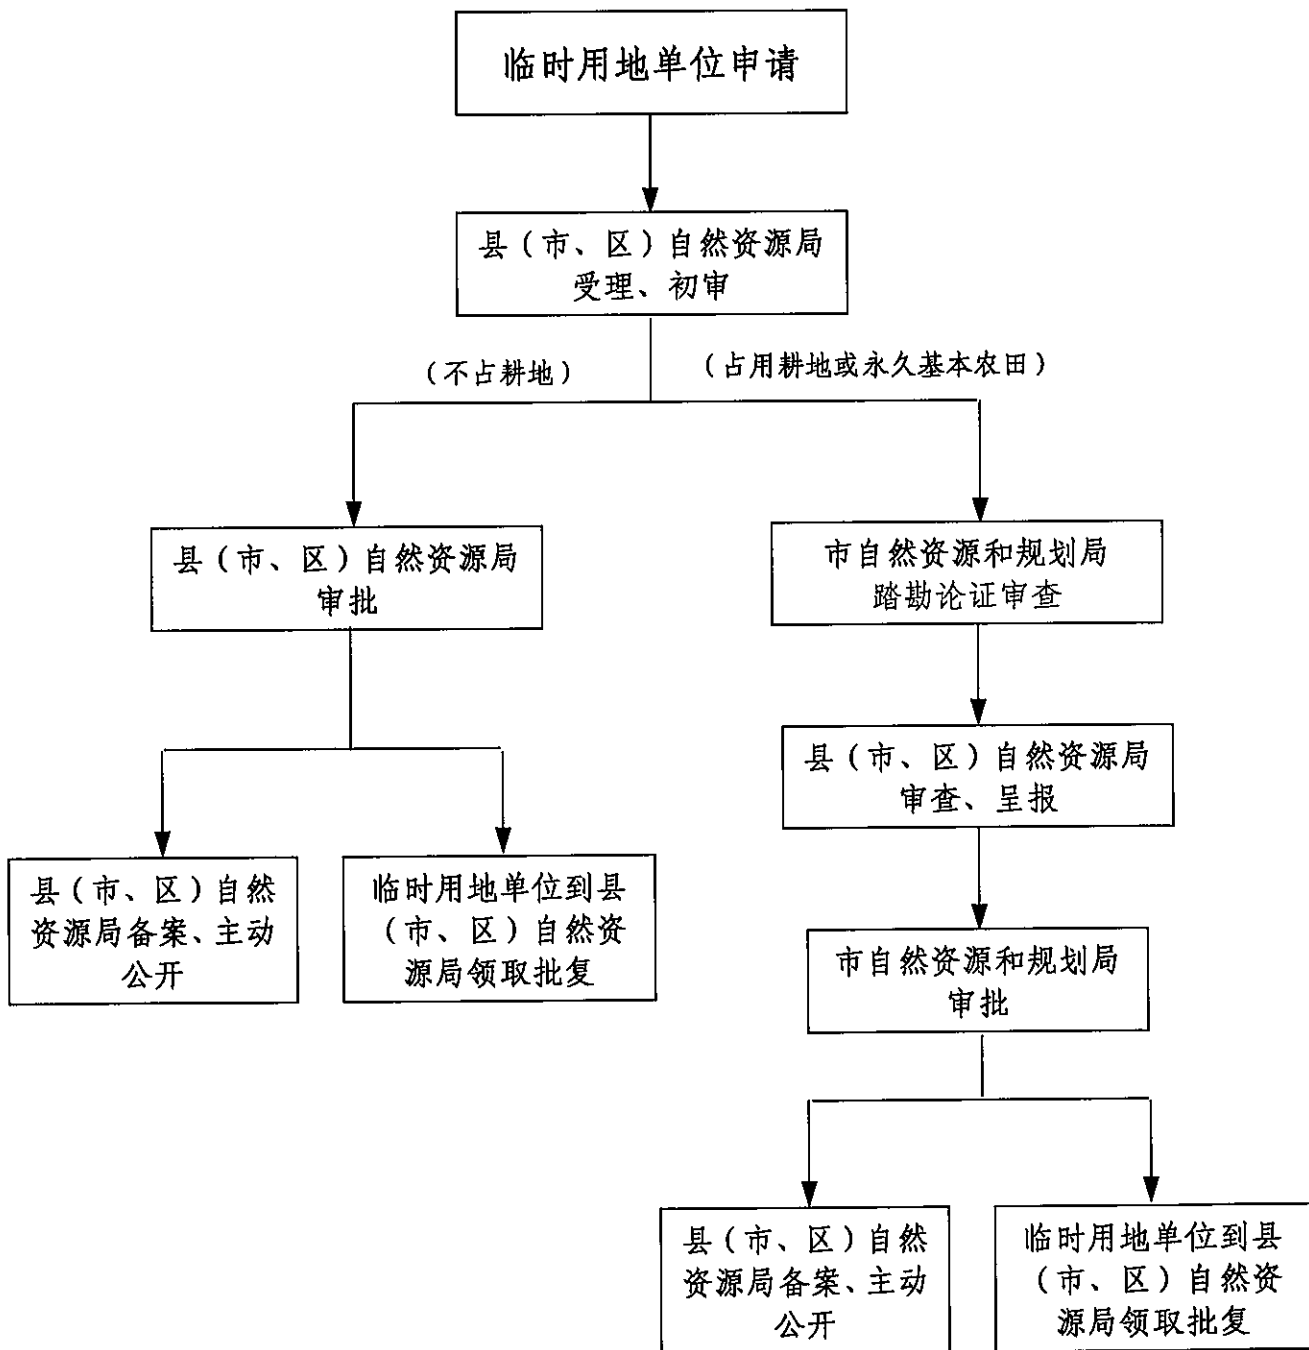 临时用地单位申请
县（市、区）自然资源局
受理、初审
（不占耕地）
（占用耕地或永久基本农田）
县（市、区）自然资源局
审批
市自然资源和规划局
踏勘论证审查
县（市、区）自然资源局
审查、呈报
县（市、区）自然
资源局备案、主动
公开
临时用地单位到县
（市、区）自然资
源局领取批复
市自然资源和规划局
审批
县（市、区）自然
资源局备案、主动
公开
临时用地单位到县
（市、区）自然资
源局领取批复